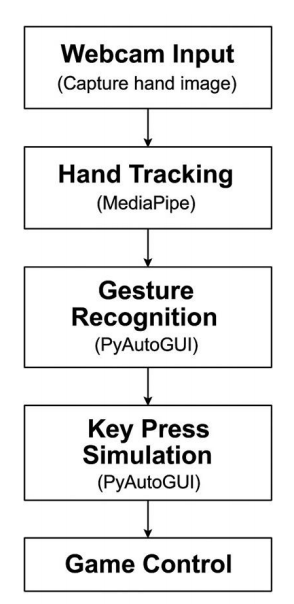 Webcam Input
(Capture hand image)
Hand Tracking
(MediaPipe)
Gesture
Recognition
(PyAutoGUI)
Key Press
Simulation
(PyAutoGUI)
Game Control